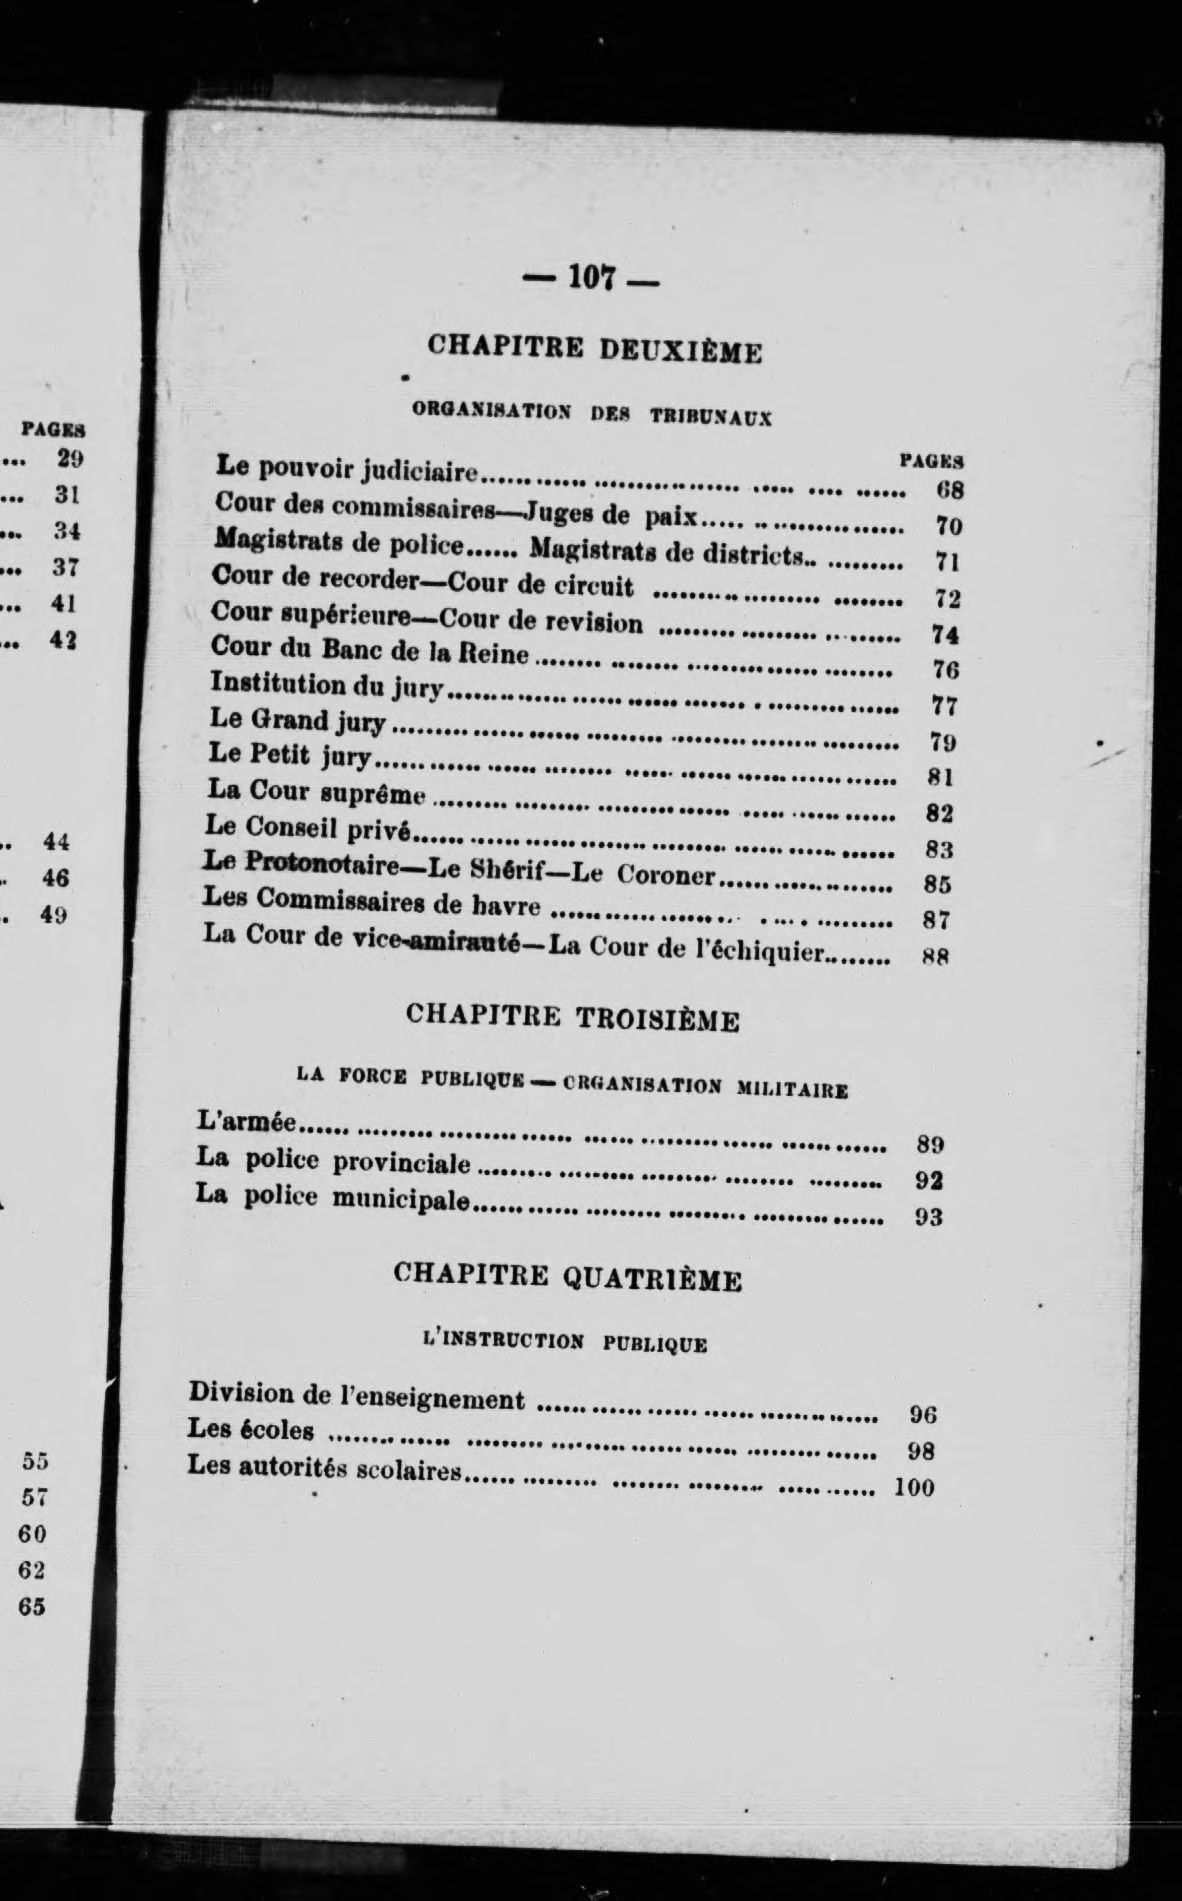 PAGES
... 29
... 31
... 34
... 37
... 41
... 42
.. 44
. 46
. 49
55
57
60
62
65
— 107 —
CHAPITRE DEUXIÈME
ORGANISATION DES TRIBUNAUX
PAGES
Le pouvoir judiciaire........ 68
Cour des commissaires—Juges de paix........ 70
Magistrats de police...... Magistrats de districts........ 71
Cour de recorder—Cour de circuit ........ 72
Cour supérieure—Cour de revision ........ 74
Cour du Banc de la Reine ........ 76
Institution du jury........ 77
Le Grand jury ........ 79
Le Petit jury........ 81
La Cour suprême ........ 82
Le Conseil privé........ 83
Le Protonotaire—Le Shérif—Le Coroner........ 85
Les Commissaires de havre ........ 87
La Cour de vice-amirauté—La Cour de l'échiquier........ 88
CHAPITRE TROISIÈME
LA FORCE PUBLIQUE — ORGANISATION MILITAIRE
L'armée........ 89
La police provinciale ........ 92
La police municipale........ 93
CHAPITRE QUATRIÈME
L'INSTRUCTION PUBLIQUE
Division de l'enseignement ........ 96
Les écoles ........ 98
Les autorités scolaires........ 100